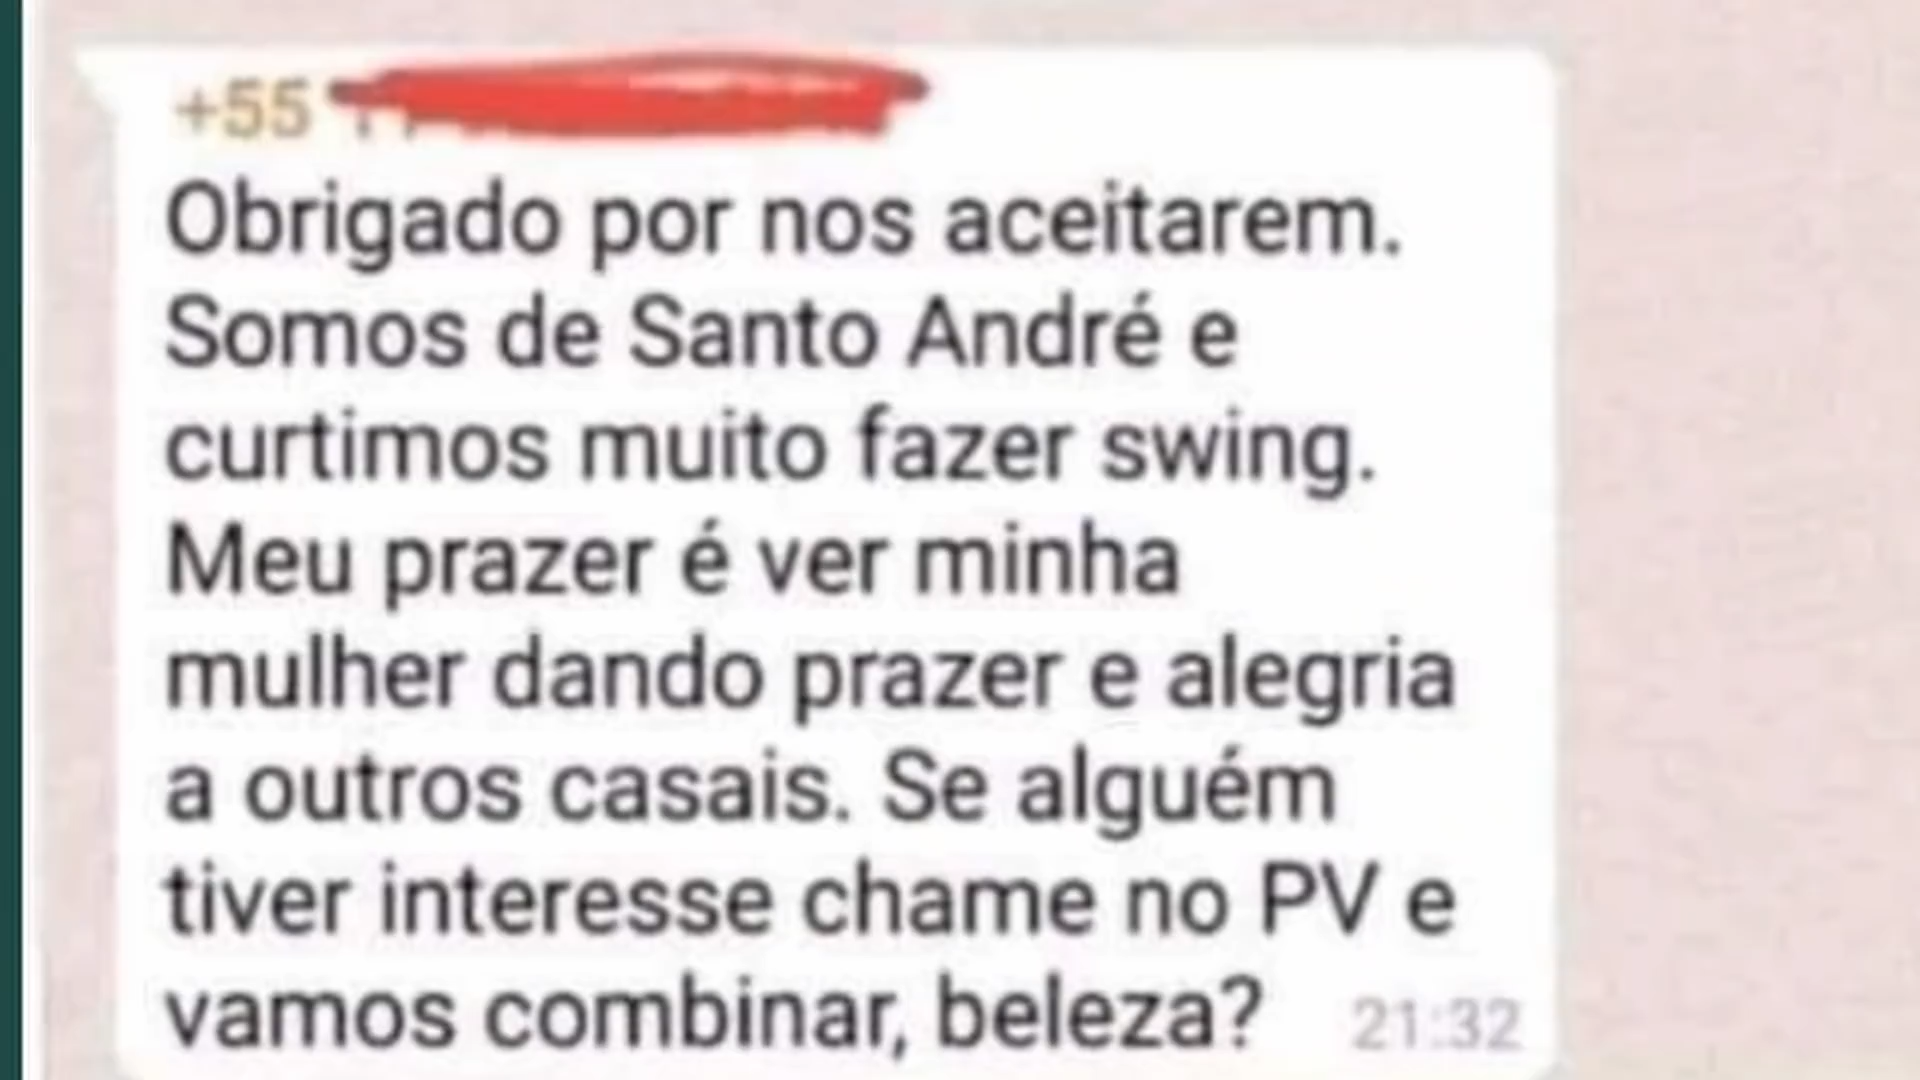 +55
Obrigado por nos aceitarem.
Somos de Santo André e
curtimos muito fazer swing.
Meu prazer é ver minha
mulher dando prazer e alegria
a outros casais. Se alguém
tiver interesse chame no PV e
vamos combinar, beleza?
21:32